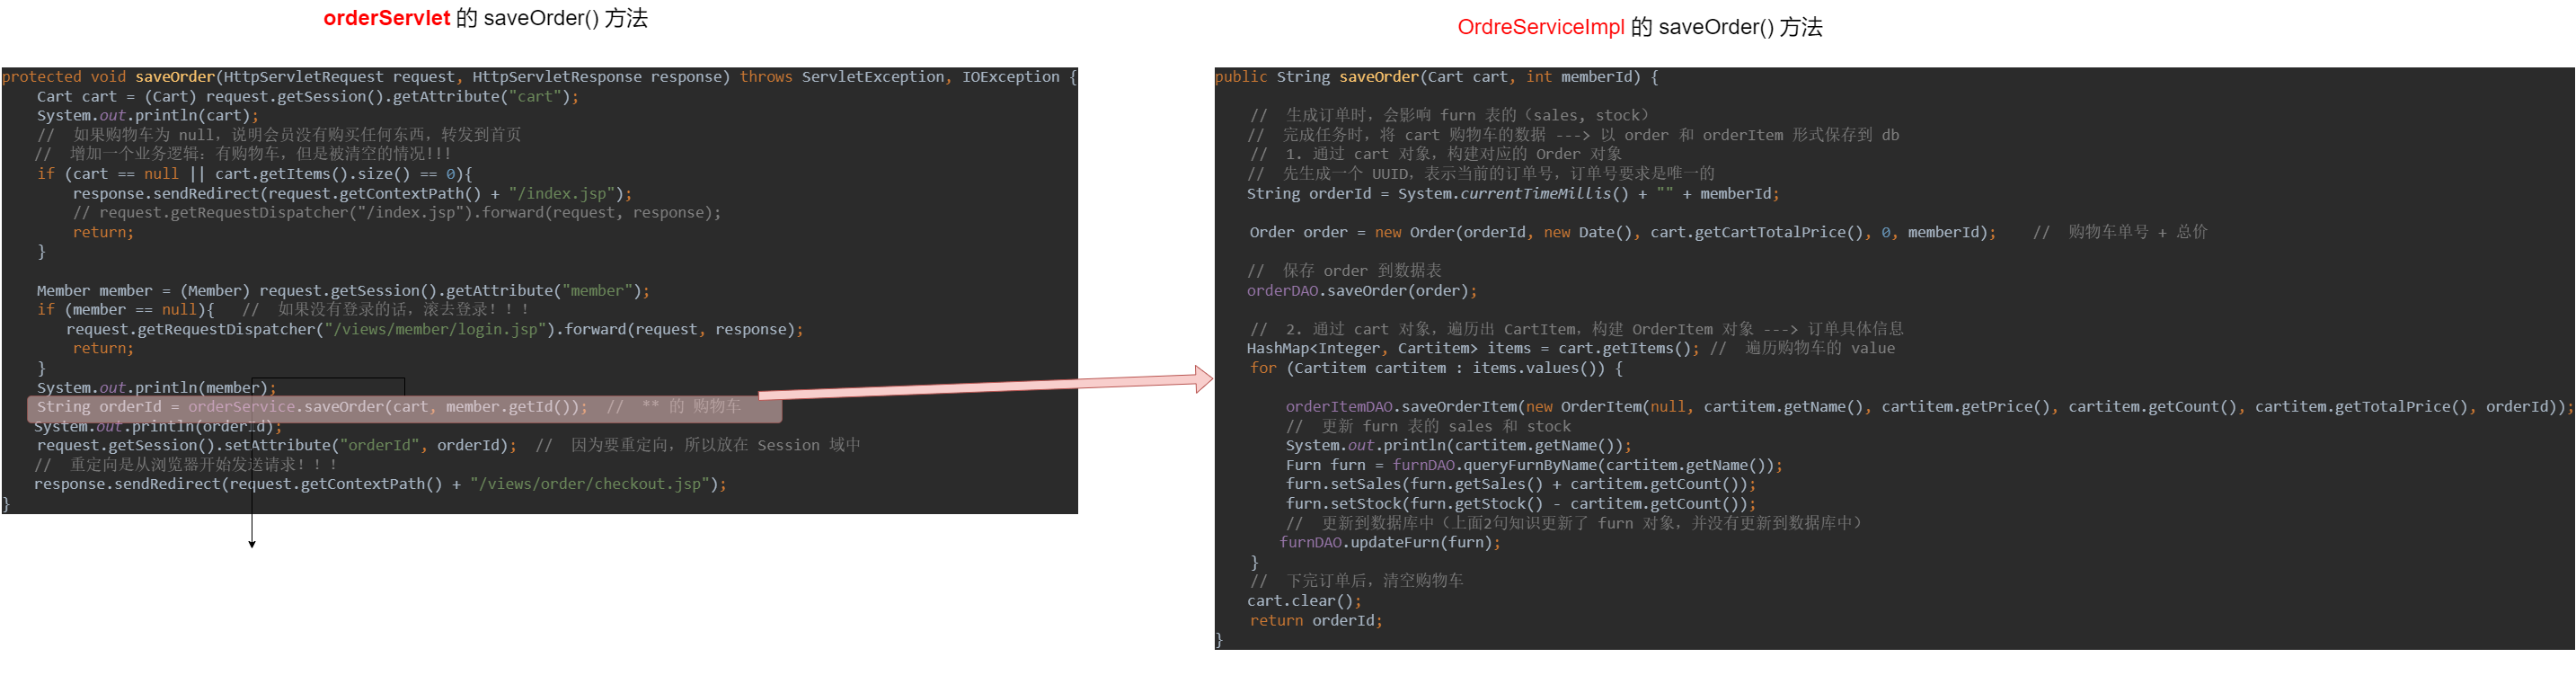 orderServlet 的 saveOrder() 方法
protected void saveOrder(HttpServletRequest request, HttpServletResponse response) throws ServletException, IOException {
Cart cart = (Cart) request.getSession().getAttribute("cart");
System.out.println(cart);
// 如果购物车为 null，说明会员没有购买任何东西，转发到首页
// 增加一个业务逻辑：有购物车，但是被清空的情况!!!
if (cart == null || cart.getItems().size() == 0){
response.sendRedirect(request.getContextPath() + "/index.jsp");
// request.getRequestDispatcher("/index.jsp").forward(request, response);
return;
}
Member member = (Member) request.getSession().getAttribute("member");
if (member == null){ // 如果没有登录的话，滚去登录！！！
request.getRequestDispatcher("/views/member/login.jsp").forward(request, response);
return;
}
System.out.println(member);
String orderId = orderService.saveOrder(cart, member.getId()); // ** 的 购物车
System.out.println(orderId);
request.getSession().setAttribute("orderId", orderId); // 因为要重定向，所以放在 Session 域中
// 重定向是从浏览器开始发送请求！！！
response.sendRedirect(request.getContextPath() + "/views/order/checkout.jsp");
}
OrdreServiceImpl 的 saveOrder() 方法
public String saveOrder(Cart cart, int memberId) {
// 生成订单时，会影响 furn 表的（sales, stock）
// 完成任务时，将 cart 购物车的数据 ---> 以 order 和 orderItem 形式保存到 db
// 1. 通过 cart 对象，构建对应的 Order 对象
// 先生成一个 UUID，表示当前的订单号，订单号要求是唯一的
String orderId = System.currentTimeMillis() + "" + memberId;
Order order = new Order(orderId, new Date(), cart.getCartTotalPrice(), 0, memberId); // 购物车单号 + 总价
// 保存 order 到数据表
orderDAO.saveOrder(order);
// 2. 通过 cart 对象，遍历出 CartItem，构建 OrderItem 对象 ---> 订单具体信息
HashMap<Integer, Cartitem> items = cart.getItems(); // 遍历购物车的 value
for (Cartitem cartitem : items.values()) {
orderItemDAO.saveOrderItem(new OrderItem(null, cartitem.getName(), cartitem.getPrice(), cartitem.getCount(), cartitem.getTotalPrice(), orderId));
// 更新 furn 表的 sales 和 stock
System.out.println(cartitem.getName());
Furn furn = furnDAO.queryFurnByName(cartitem.getName());
furn.setSales(furn.getSales() + cartitem.getCount());
furn.setStock(furn.getStock() - cartitem.getCount());
// 更新到数据库中（上面2句知识更新了 furn 对象，并没有更新到数据库中）
furnDAO.updateFurn(furn);
}
// 下完订单后，清空购物车
cart.clear();
return orderId;
}